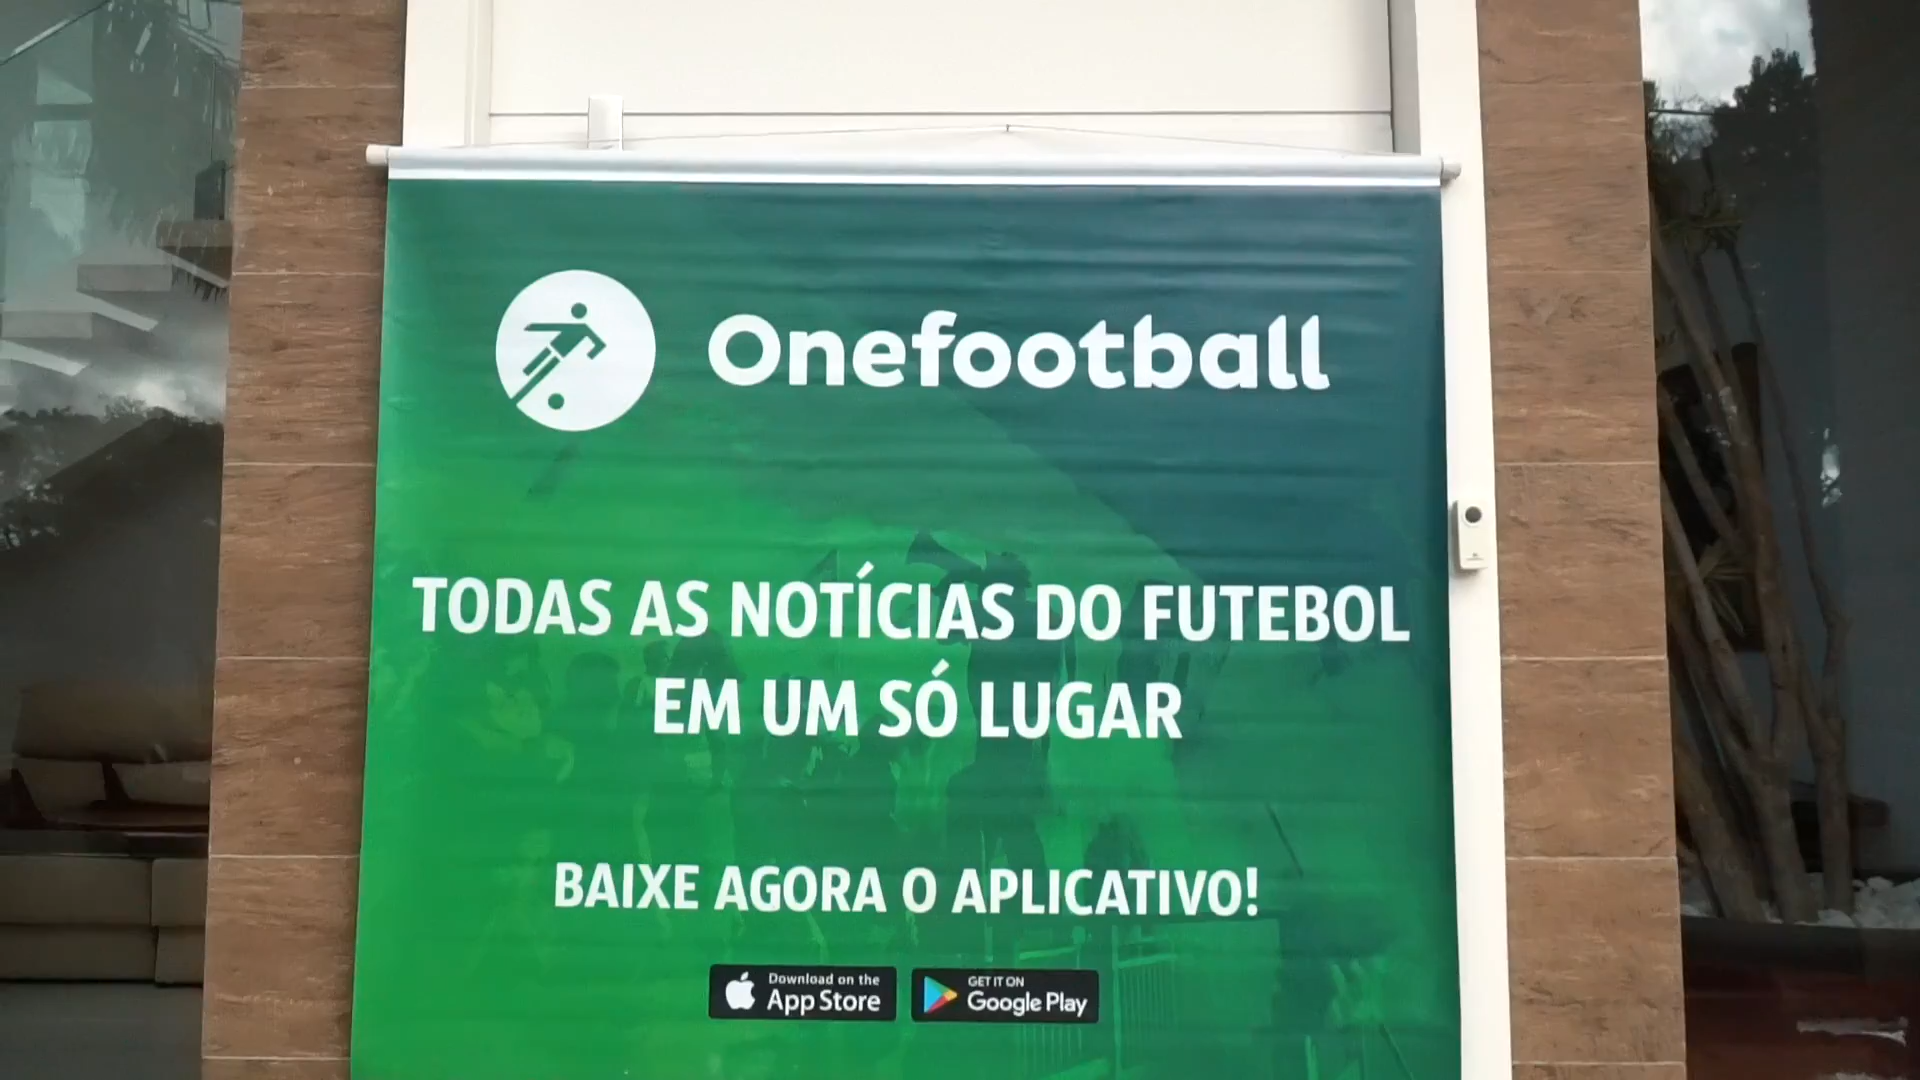 Onefootball
TODAS AS NOTÍCIAS DO FUTEBOL
EM UM SÓ LUGAR
BAIXE AGORA O APLICATIVO!
Download on the
App Store
GET IT ON
Google Play